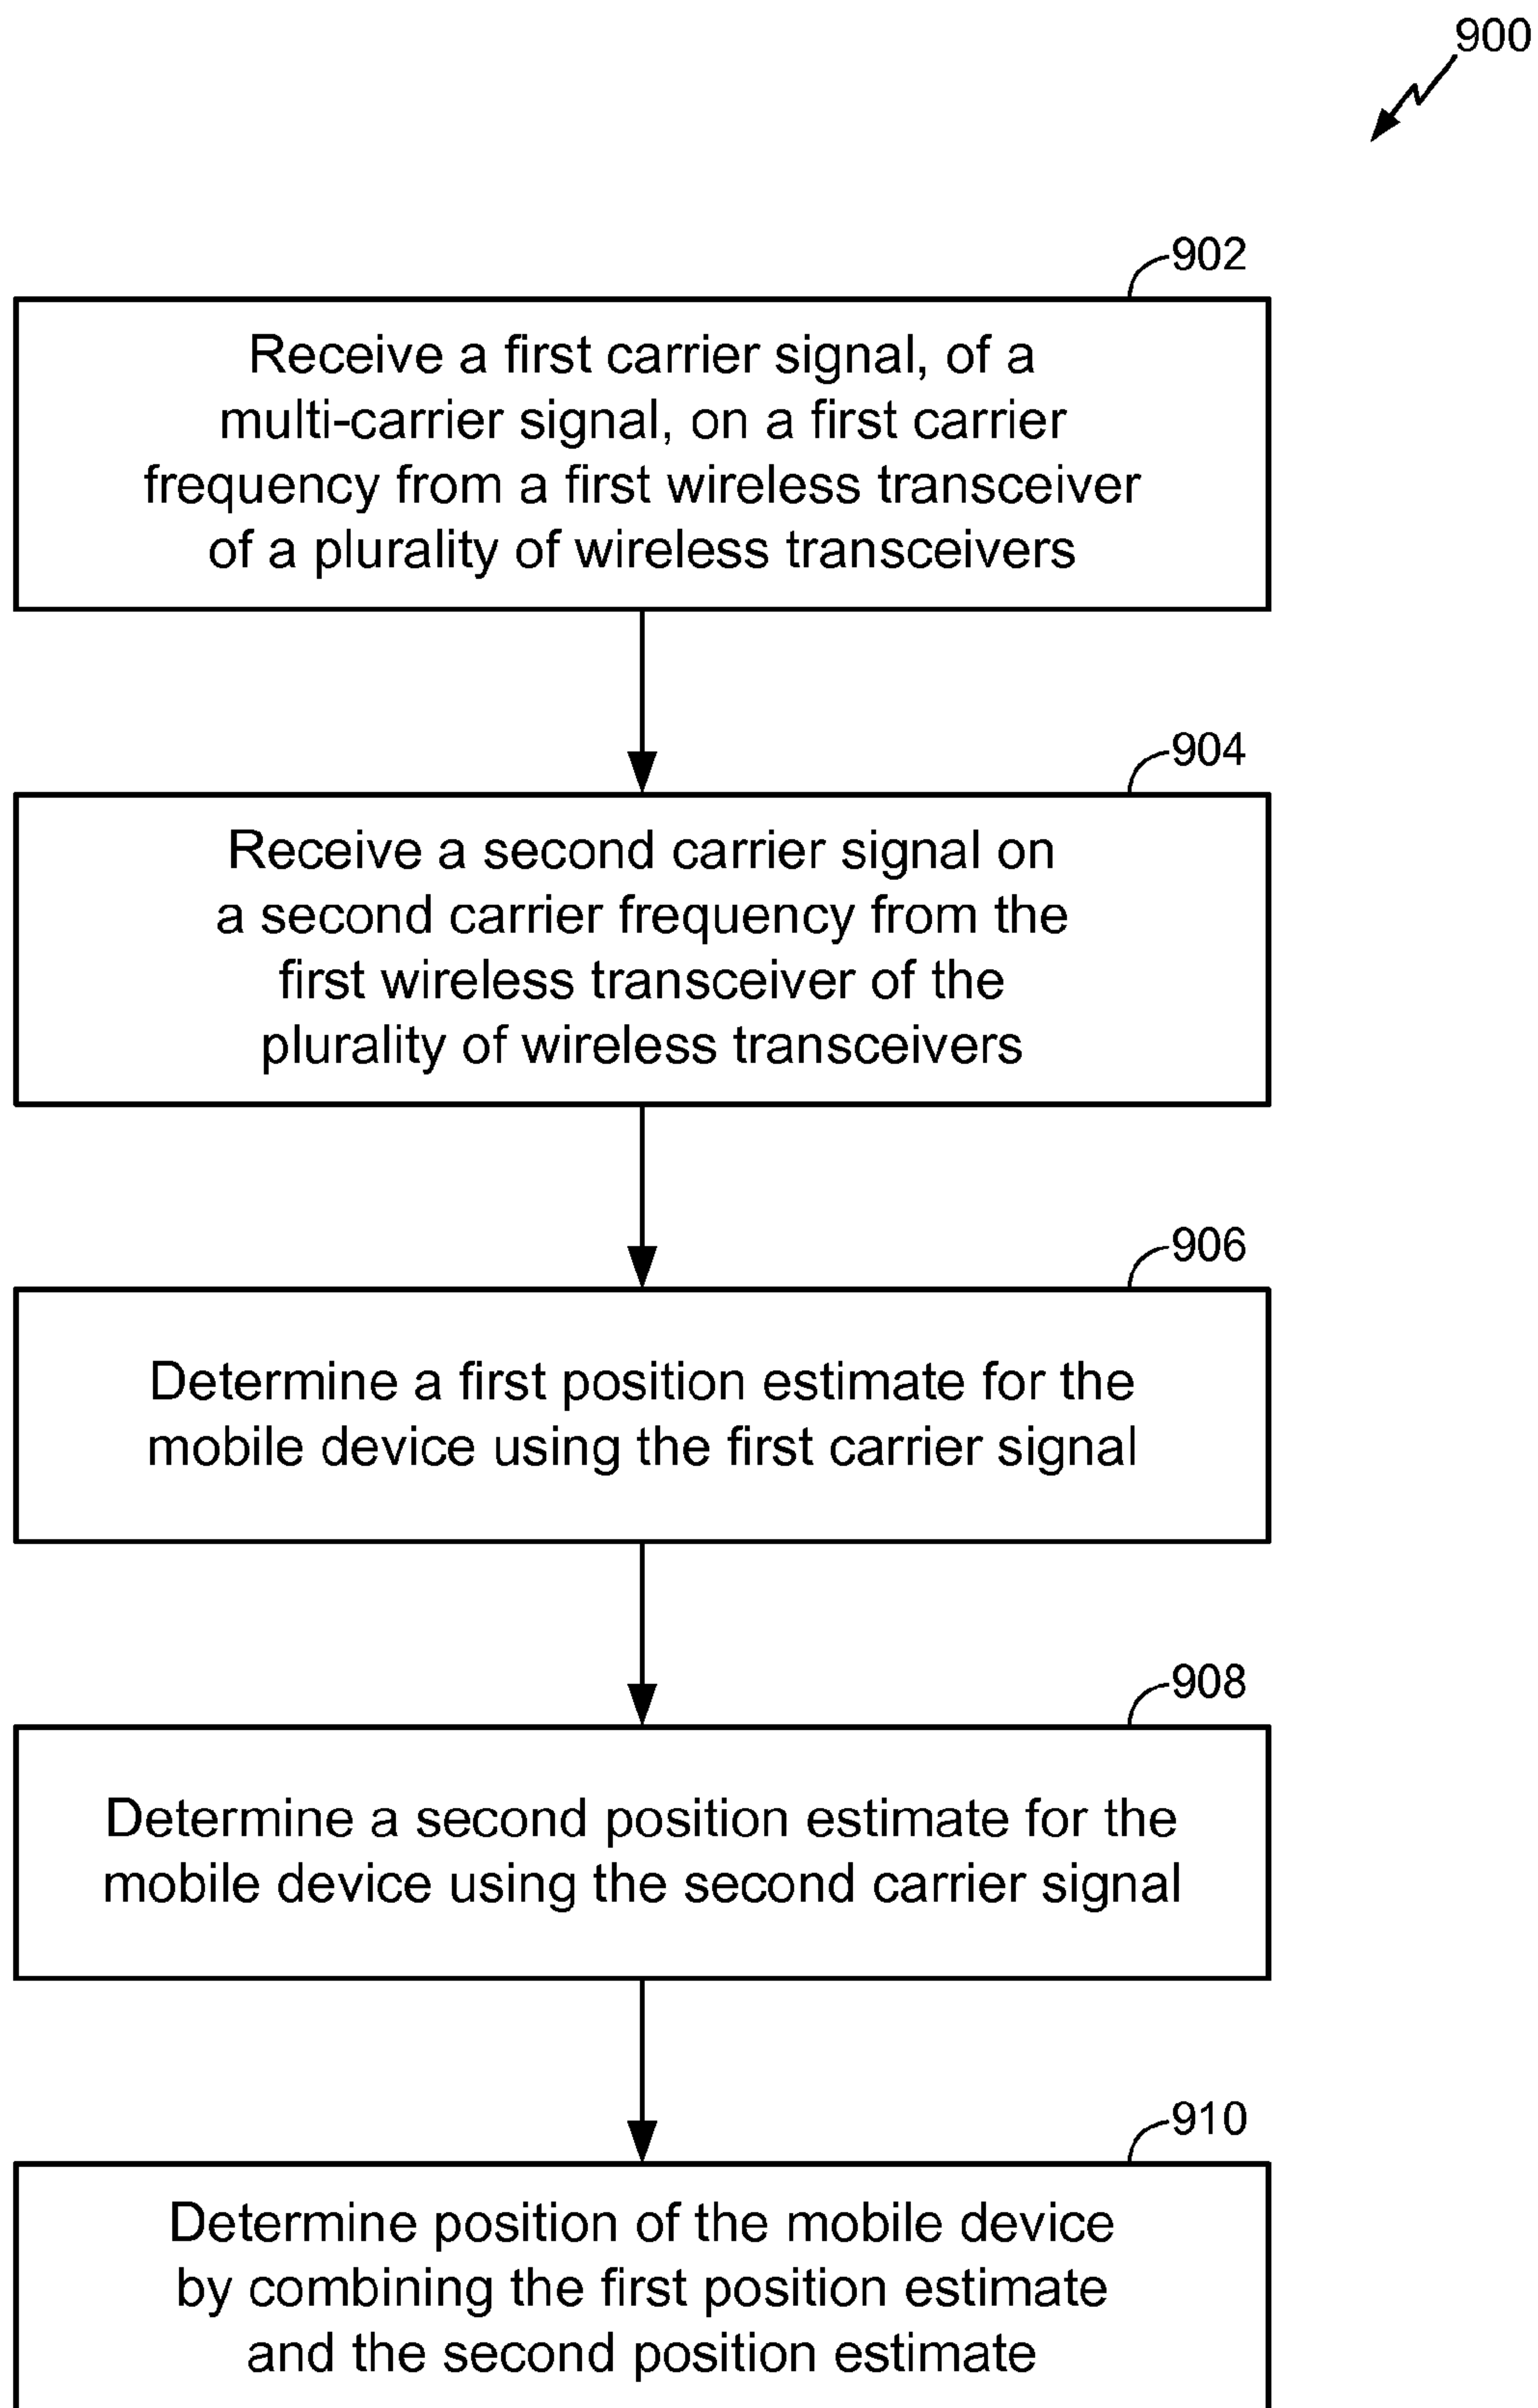 900
902
Receive a first carrier signal, of a
multi-carrier signal, on a first carrier
frequency from a first wireless transceiver
of a plurality of wireless transceivers
904
Receive a second carrier signal on
a second carrier frequency from the
first wireless transceiver of the
plurality of wireless transceivers
906
Determine a first position estimate for the
mobile device using the first carrier signal
908
Determine a second position estimate for the
mobile device using the second carrier signal
910
Determine position of the mobile device
by combining the first position estimate
and the second position estimate